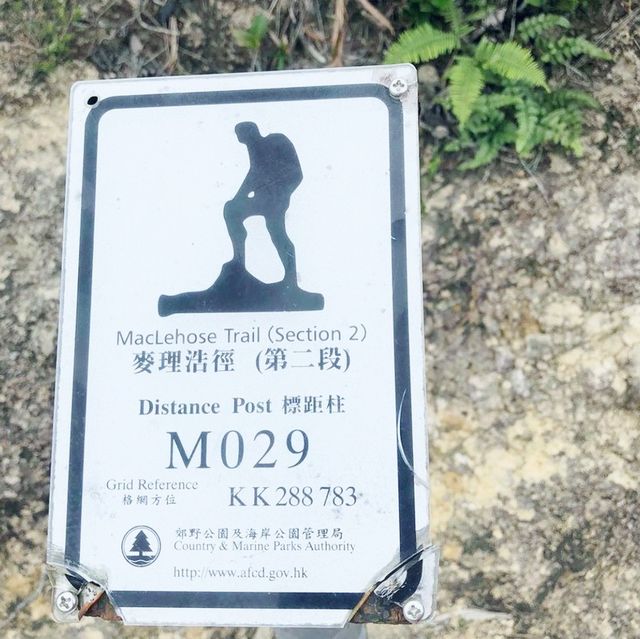 MacLehose Trail (Section 2)
麥理浩徑 (第二段)
Distance Post 標距柱
M029
Grid Reference
格網方位 KK 288 783
郊野公園及海岸公園管理局
Country & Marine Parks Authority
http://www.afcd.gov.hk